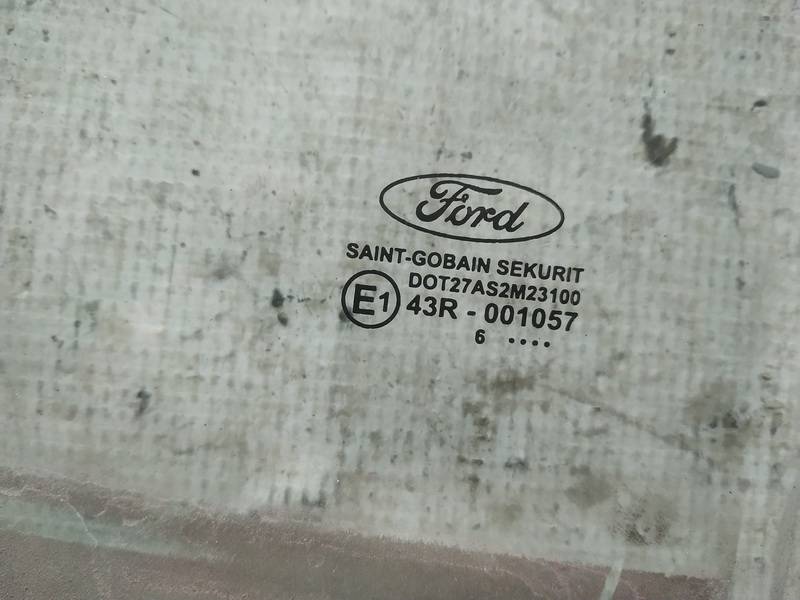 Ford
SAINT-GOBAIN SEKURIT
DOT27AS2M23100
E1 43R - 001057
6 ••••